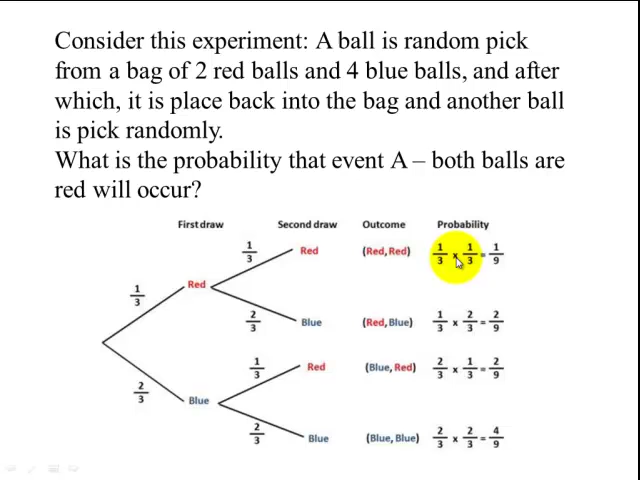 Consider this experiment: A ball is random pick
from a bag of 2 red balls and 4 blue balls, and after
which, it is place back into the bag and another ball
is pick randomly.
What is the probability that event A – both balls are
red will occur?
First draw Second draw Outcome Probability
1/3 Red 1/3 Red (Red,Red) 1/3 x 1/3 = 1/9
2/3 Blue (Red,Blue) 1/3 x 2/3 = 2/9
2/3 Blue 1/3 Red (Blue,Red) 2/3 x 1/3 = 2/9
2/3 Blue (Blue,Blue) 2/3 x 2/3 = 4/9